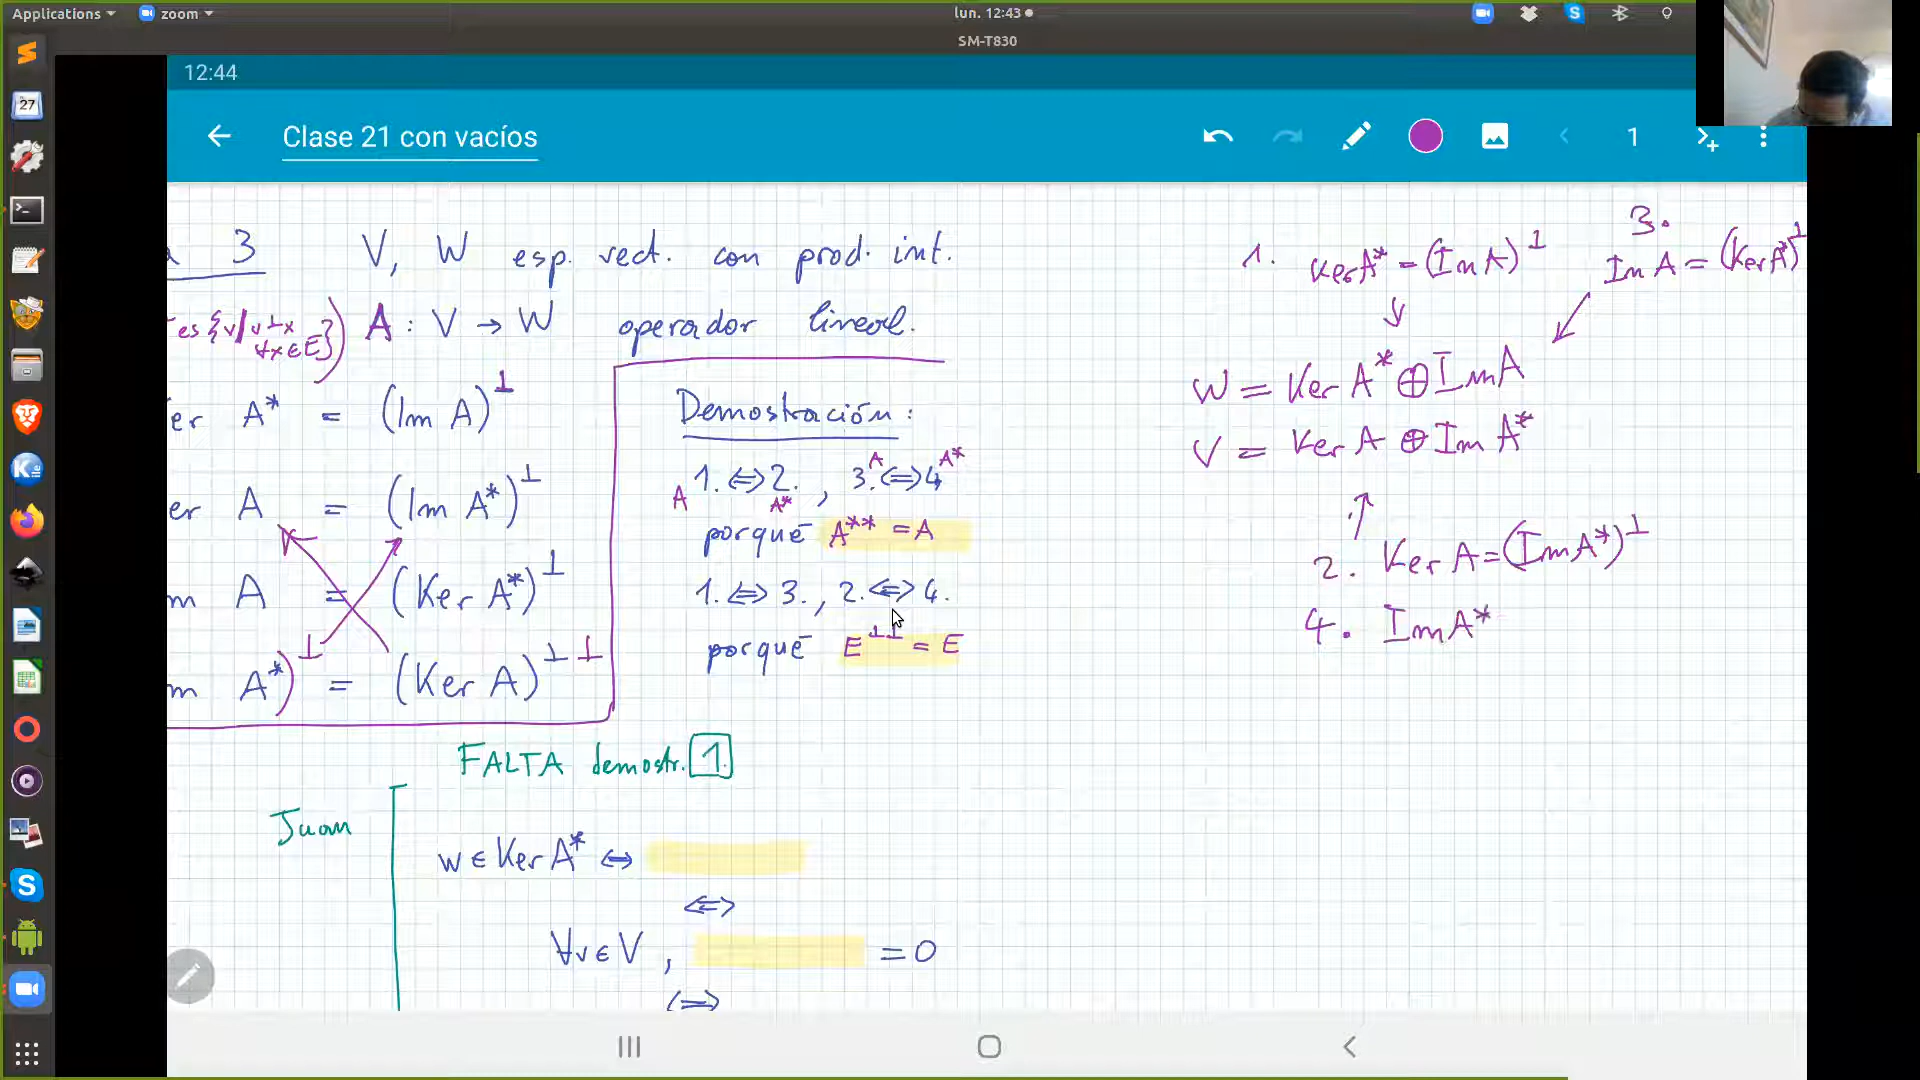 Applications zoom lun. 12:43
SM-T830
12:44
Clase 21 con vacíos 1
3 V, W esp. vect. con prod. int.
es {v/ v⊥x ∀x∈E}) A : V → W operador lineal.
er A* = (Im A)⊥
er A = (Im A*)⊥
m A = (Ker A*)⊥
m A*)⊥ = (Ker A)⊥⊥
Demostración:
1. ⇔ 2. , 3. ⇔ 4
A A* A A*
porque A** = A
1. ⇔ 3. , 2. ⇔ 4.
porque E⊥⊥ = E
FALTA demostr. 1.
Juan
w ∈ Ker A* ⇔
⇔
∀v ∈ V , = 0
⇔
1. Ker A* = (Im A)⊥
3.
Im A = (Ker A*)⊥
W = Ker A* ⊕ Im A
V = Ker A ⊕ Im A*
2. Ker A = (Im A*)⊥
4. Im A*